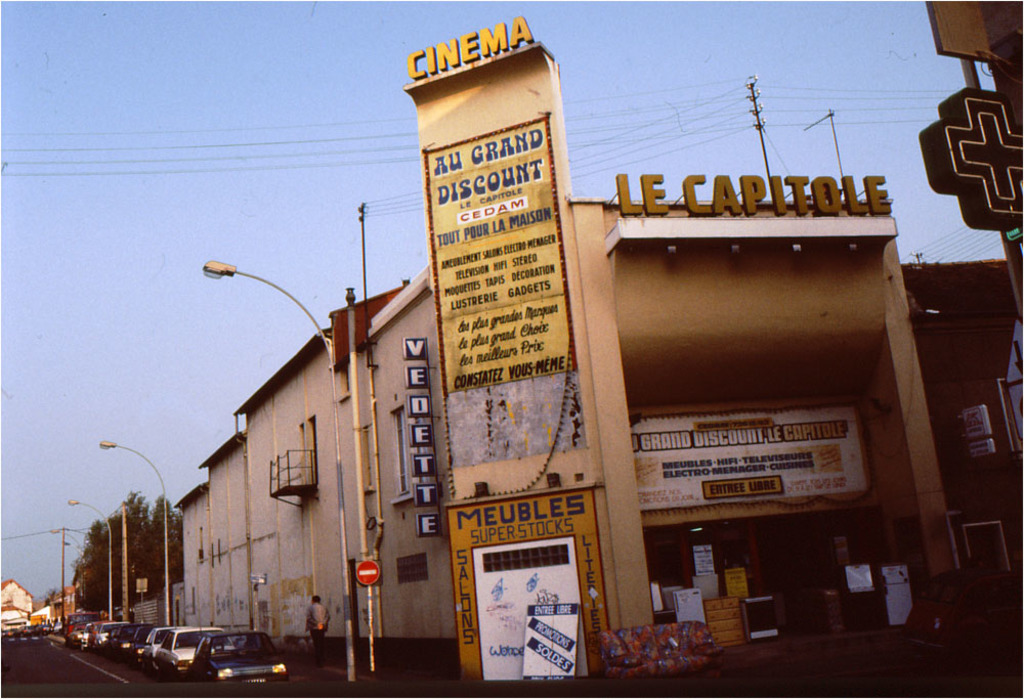 CINEMA
AU GRAND
DISCOUNT
LE CAPITOLE
CEDAM
TOUT POUR LA MAISON
AMEUBLEMENT SALONS ELECTRO-MENAGER
TELEVISION HIFI STÉREO
MOQUETTES TAPIS DECORATION
LUSTRERIE GADGETS
les plus grandes Marques
le plus grand Choix
les meilleurs Prix
CONSTATEZ VOUS-MÊME
LE CAPITOLE
VEDETTE
GRAND DISCOUNT-LE CAPITOLE
MEUBLES-HIFI-TELEVISEURS
ELECTRO-MENAGER-CUISINES
ENTREE LIBRE
MEUBLES
SUPER.STOCKS
SALONS
LITERIES
ENTREE LIBRE
PROMOTIONS
SOLDES